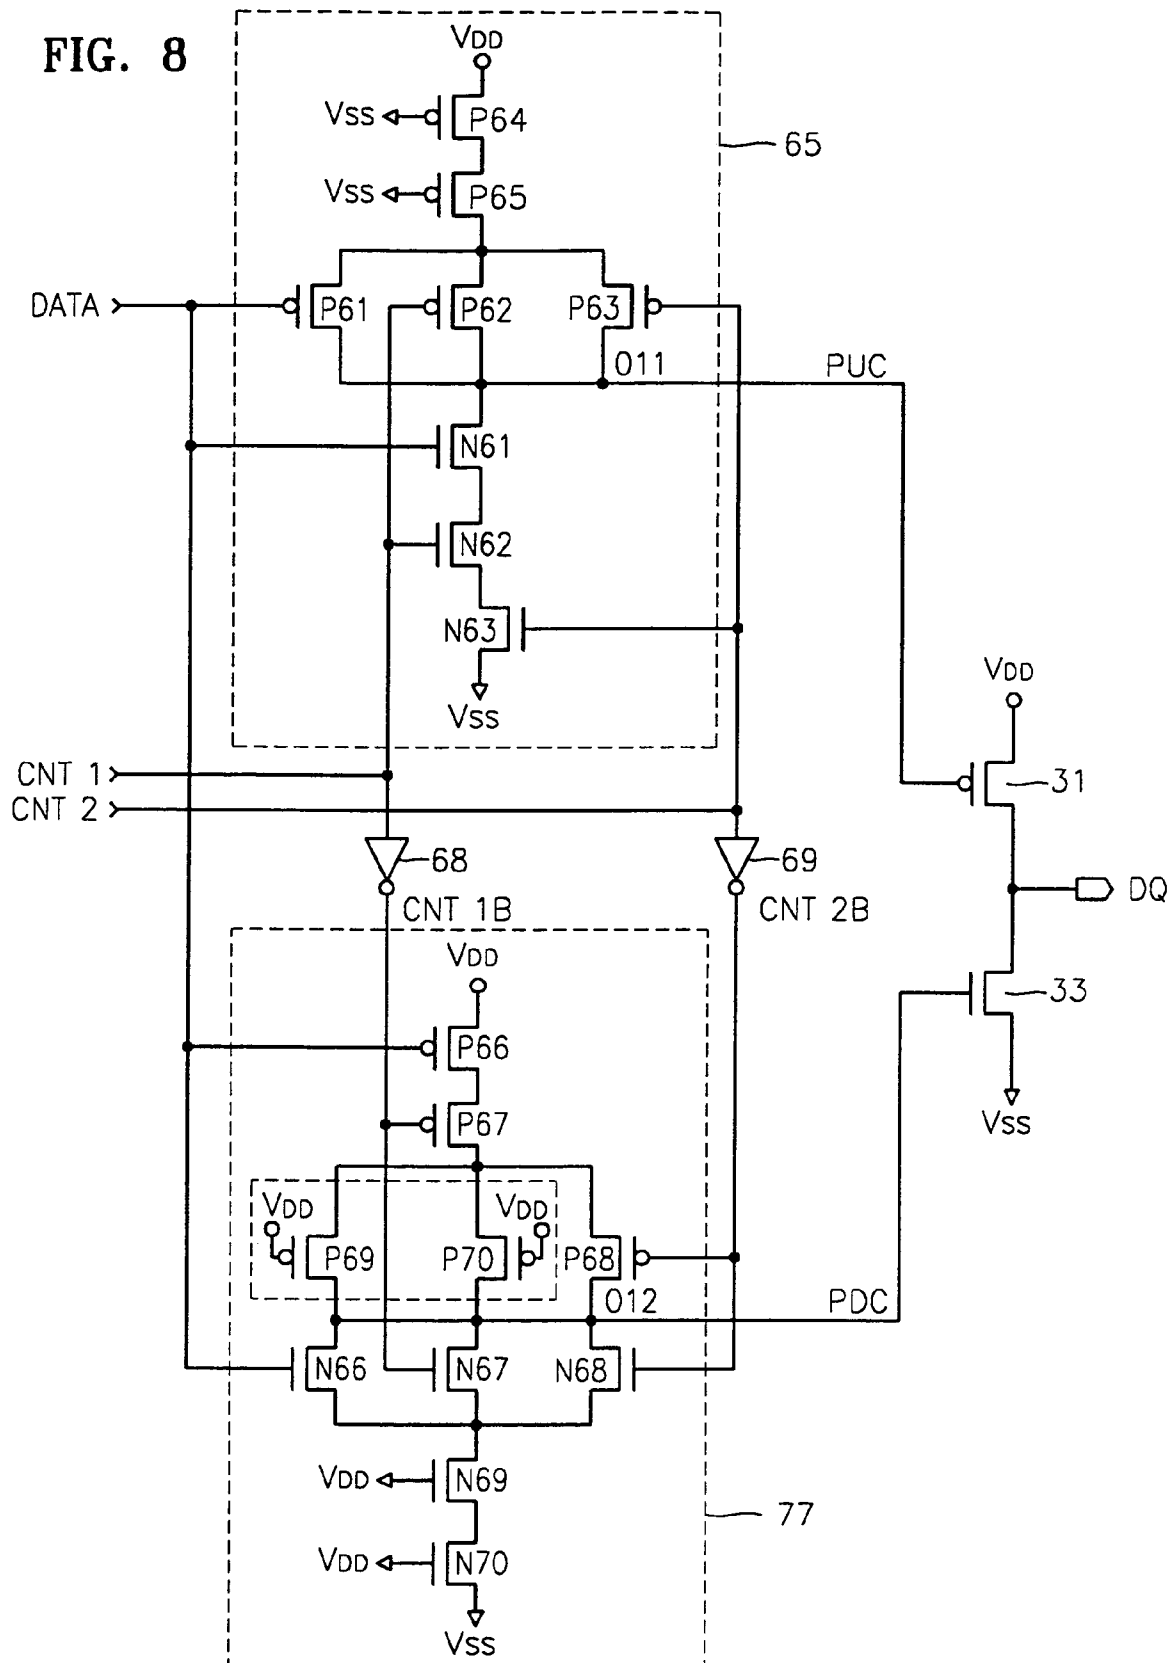 FIG. 8
VDD
VSS P64
65
VSS P65
DATA P61 P62 P63
O11 PUC
N61
N62
N63
VSS
VDD
CNT 1
31
CNT 2
68 69
DQ
CNT 1B CNT 2B
VDD
33
P66
P67
VSS
VDD VDD
P69 P70 P68
O12 PDC
N66 N67 N68
VDD N69
77
VDD N70
VSS